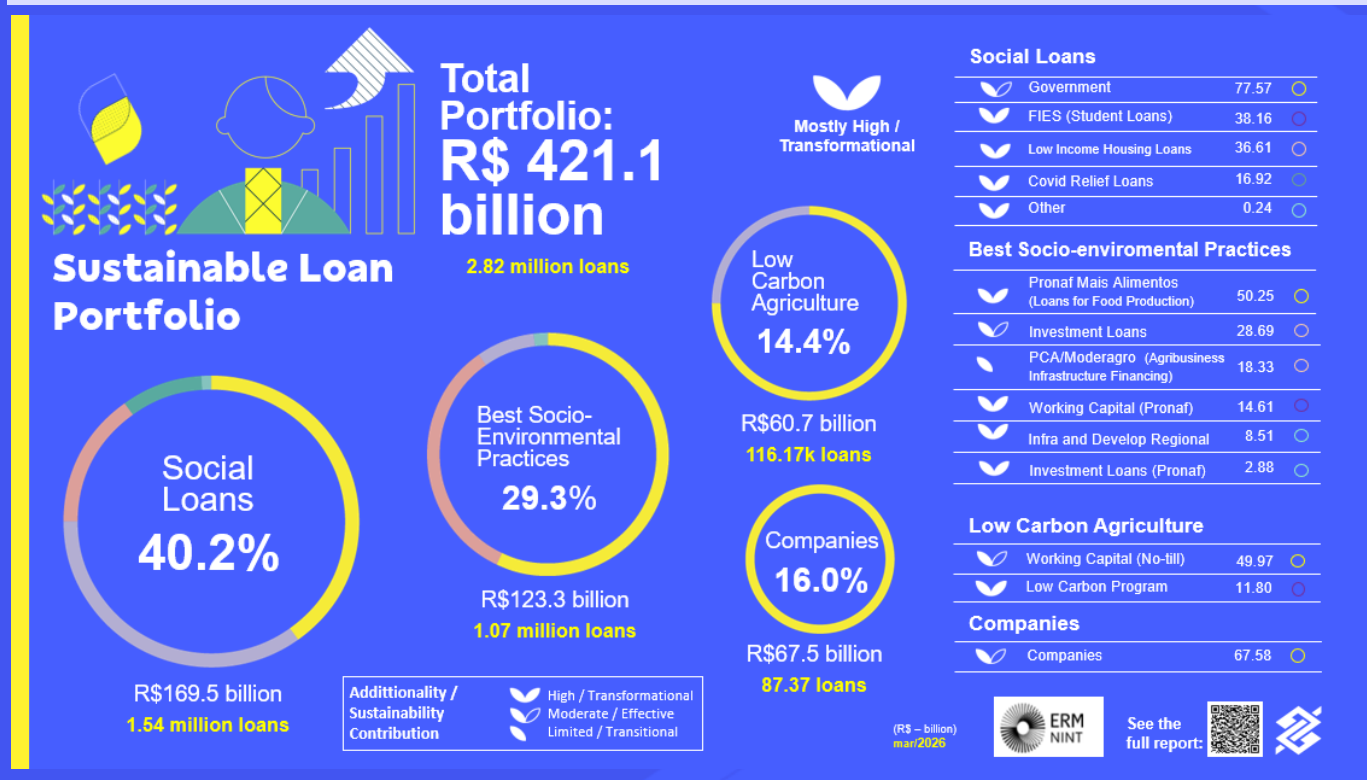 Sustainable Loan
Portfolio
Total
Portfolio:
R$ 421.1
billion
2.82 million loans
Mostly High /
Transformational
Social
Loans
40.2%
R$169.5 billion
1.54 million loans
Best Socio-
Environmental
Practices
29.3%
R$123.3 billion
1.07 million loans
Low
Carbon
Agriculture
14.4%
R$60.7 billion
116.17k loans
Companies
16.0%
R$67.5 billion
87.37 loans
Addittionality /
Sustainability
Contribution
High / Transformational
Moderate / Effective
Limited / Transitional
Social Loans
Government 77.57
FIES (Student Loans) 38.16
Low Income Housing Loans 36.61
Covid Relief Loans 16.92
Other 0.24
Best Socio-enviromental Practices
Pronaf Mais Alimentos
(Loans for Food Production) 50.25
Investment Loans 28.69
PCA/Moderagro (Agribusiness
Infrastructure Financing) 18.33
Working Capital (Pronaf) 14.61
Infra and Develop Regional 8.51
Investment Loans (Pronaf) 2.88
Low Carbon Agriculture
Working Capital (No-till) 49.97
Low Carbon Program 11.80
Companies
Companies 67.58
(R$ – billion)
mar/2026
ERM
NINT
See the
full report: